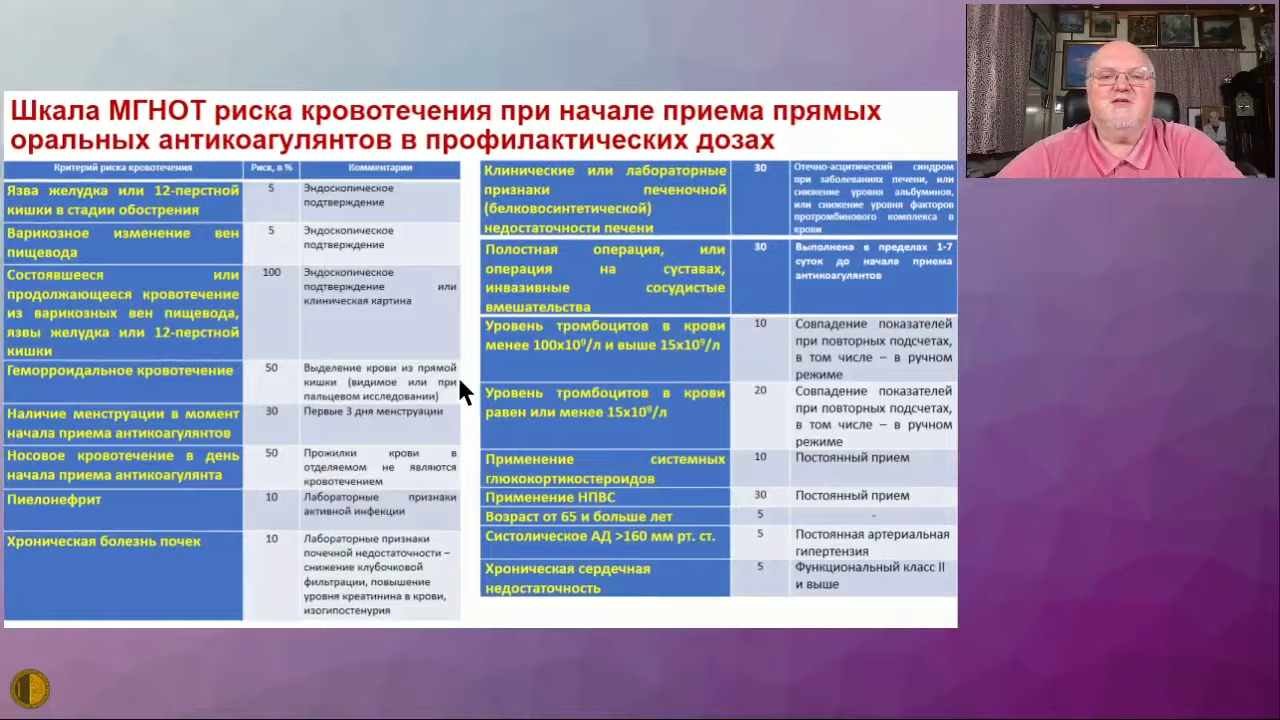 Шкала МГНОТ риска кровотечения при начале приема прямых
оральных антикоагулянтов в профилактических дозах
Критерий риска кровотечения
Риск, в %
Комментарии
Язва желудка или 12-перстной
кишки в стадии обострения
5
Эндоскопическое
подтверждение
Варикозное изменение вен
пищевода
5
Эндоскопическое
подтверждение
Состоявшееся или
продолжающееся кровотечение
из варикозных вен пищевода,
язвы желудка или 12-перстной
кишки
100
Эндоскопическое
подтверждение или
клиническая картина
Геморроидальное кровотечение
50
Выделение крови из прямой
кишки (видимое или при
пальцевом исследовании)
Наличие менструации в момент
начала приема антикоагулянтов
30
Первые 3 дня менструации
Носовое кровотечение в день
начала приема антикоагулянта
50
Прожилки крови в
отделяемом не являются
кровотечением
Пиелонефрит
10
Лабораторные признаки
активной инфекции
Хроническая болезнь почек
10
Лабораторные признаки
почечной недостаточности –
снижение клубочковой
фильтрации, повышение
уровня креатинина в крови,
изогипостенурия
Клинические или лабораторные
признаки печеночной
(белковосинтетической)
недостаточности печени
30
Отечно-асцитический синдром
при заболеваниях печени, или
снижение уровня альбуминов,
или снижение уровня факторов
протромбинового комплекса в
крови
Полостная операция, или
операция на суставах,
инвазивные сосудистые
вмешательства
30
Выполнена в пределах 1-7
суток до начала приема
антикоагулянтов
Уровень тромбоцитов в крови
менее 100х10⁹/л и выше 15х10⁹/л
10
Совпадение показателей
при повторных подсчетах,
в том числе – в ручном
режиме
Уровень тромбоцитов в крови
равен или менее 15х10⁹/л
20
Совпадение показателей
при повторных подсчетах,
в том числе – в ручном
режиме
Применение системных
глюкокортикостероидов
10
Постоянный прием
Применение НПВС
30
Постоянный прием
Возраст от 65 и больше лет
5
-
Систолическое АД >160 мм рт. ст.
5
Постоянная артериальная
гипертензия
Хроническая сердечная
недостаточность
5
Функциональный класс II
и выше